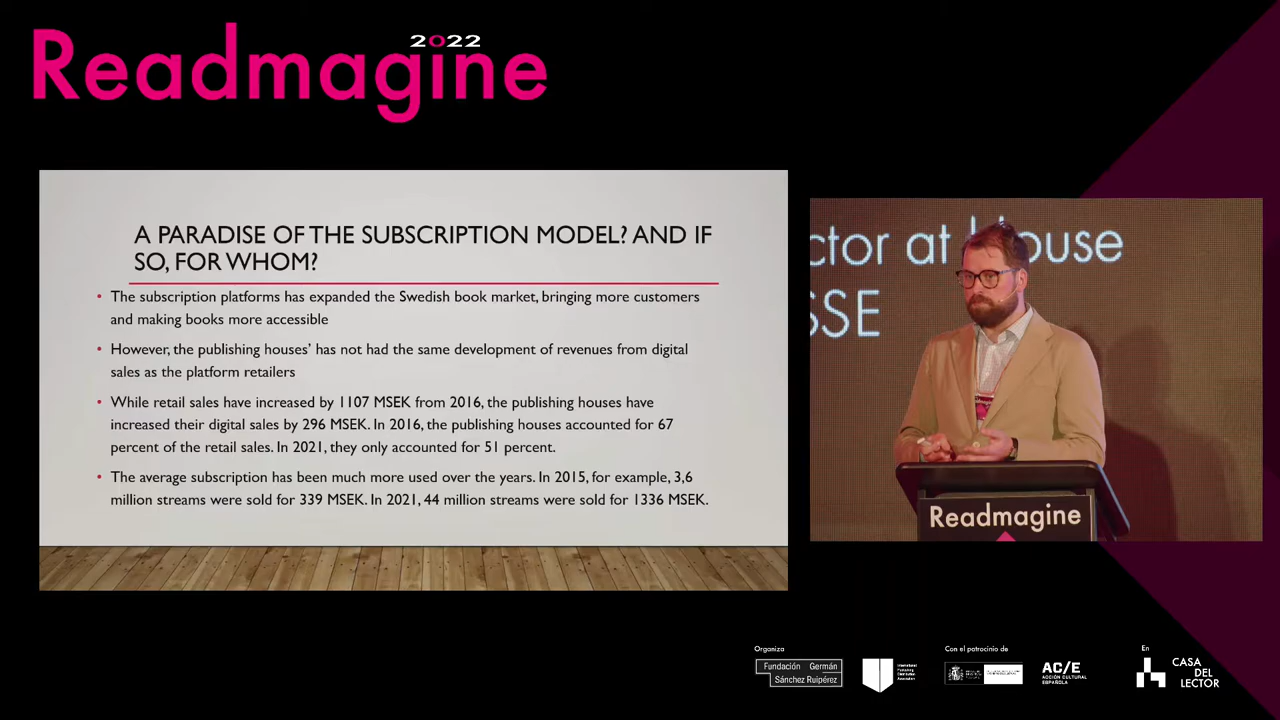 2022
Readmagine
A PARADISE OF THE SUBSCRIPTION MODEL? AND IF
SO, FOR WHOM?
• The subscription platforms has expanded the Swedish book market, bringing more customers
and making books more accessible
• However, the publishing houses’ has not had the same development of revenues from digital
sales as the platform retailers
• While retail sales have increased by 1107 MSEK from 2016, the publishing houses have
increased their digital sales by 296 MSEK. In 2016, the publishing houses accounted for 67
percent of the retail sales. In 2021, they only accounted for 51 percent.
• The average subscription has been much more used over the years. In 2015, for example, 3,6
million streams were sold for 339 MSEK. In 2021, 44 million streams were sold for 1336 MSEK.
ctor at House
SSE
Readmagine
Organiza
Fundación Germán
Sánchez Ruipérez
Con el patrocinio de
AC/E
ACCIÓN CULTURAL
ESPAÑOLA
En
CASA
DEL
LECTOR